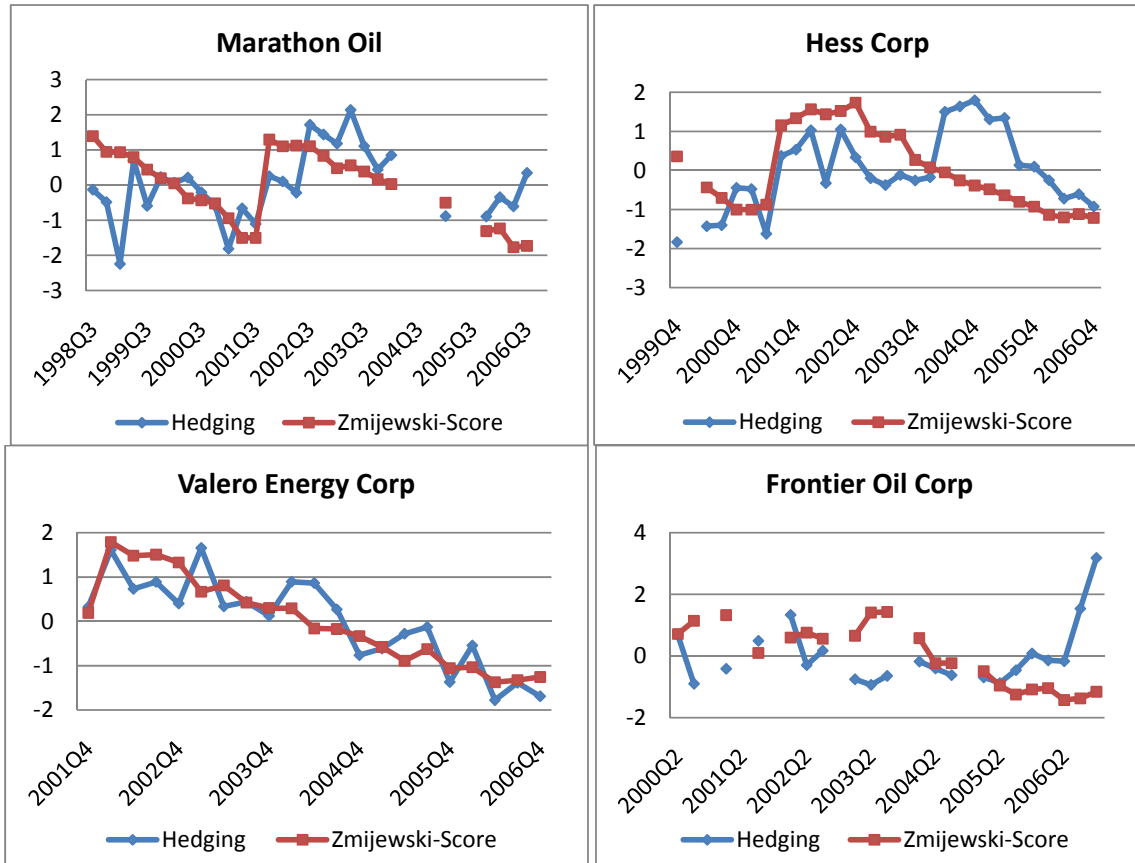 Marathon Oil
3
2
1
0
-1
-2
-3
1998Q3
1999Q3
2000Q3
2001Q3
2002Q3
2003Q3
2004Q3
2005Q3
2006Q3
Hedging
Zmijewski-Score
Hess Corp
2
1
0
-1
-2
-3
1999Q4
2000Q4
2001Q4
2002Q4
2003Q4
2004Q4
2005Q4
2006Q4
Hedging
Zmijewski-Score
Valero Energy Corp
2
1
0
-1
-2
2001Q4
2002Q4
2003Q4
2004Q4
2005Q4
2006Q4
Hedging
Zmijewski-Score
Frontier Oil Corp
4
2
0
-2
2000Q2
2001Q2
2002Q2
2003Q2
2004Q2
2005Q2
2006Q2
Hedging
Zmijewski-Score